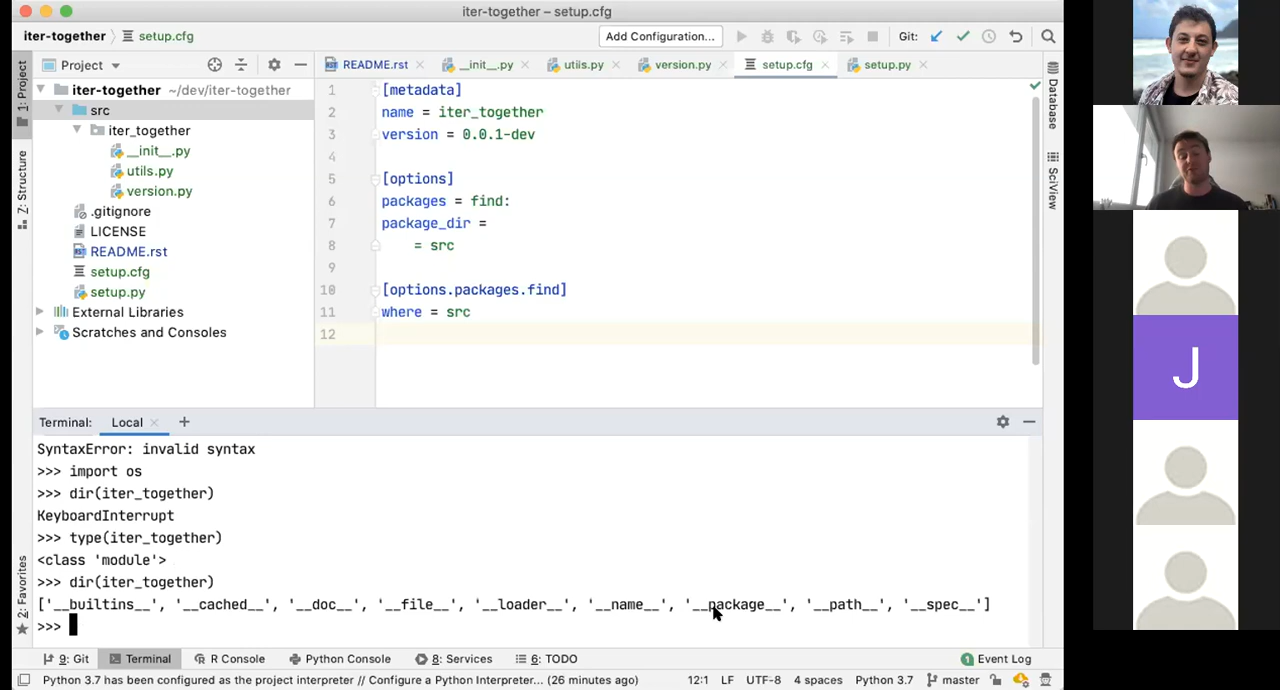 iter-together – setup.cfg
iter-together setup.cfg Add Configuration... Git:
1: Project
Project
README.rst __init__.py utils.py version.py setup.cfg setup.py
iter-together ~/dev/iter-together
src
iter_together
__init__.py
utils.py
version.py
.gitignore
LICENSE
README.rst
setup.cfg
setup.py
External Libraries
Scratches and Consoles
Z: Structure
2: Favorites
1 [metadata]
2 name = iter_together
3 version = 0.0.1-dev
4
5 [options]
6 packages = find:
7 package_dir =
8 = src
9
10 [options.packages.find]
11 where = src
12
Database
SciView
Terminal: Local +
SyntaxError: invalid syntax
>>> import os
>>> dir(iter_together)
KeyboardInterrupt
>>> type(iter_together)
<class 'module'>
>>> dir(iter_together)
['__builtins__', '__cached__', '__doc__', '__file__', '__loader__', '__name__', '__package__', '__path__', '__spec__']
>>>
9: Git Terminal R Console Python Console 8: Services 6: TODO 1 Event Log
Python 3.7 has been configured as the project interpreter // Configure a Python Interpreter... (26 minutes ago) 12:1 LF UTF-8 4 spaces Python 3.7 master
J